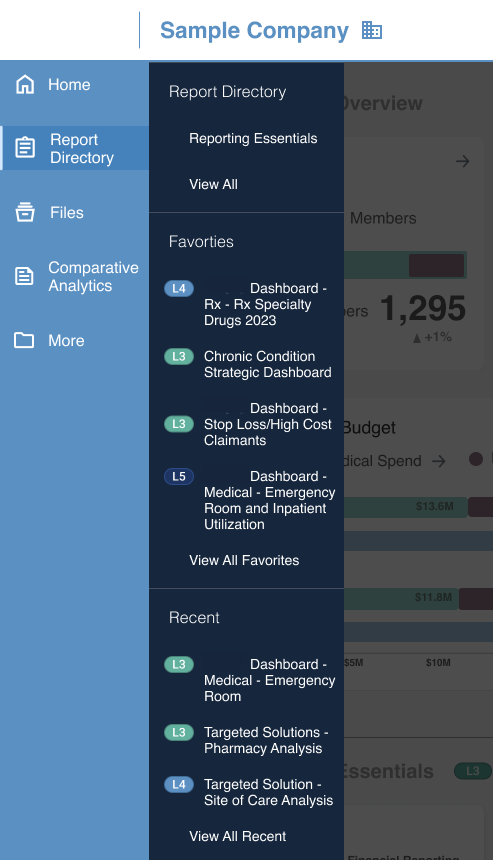 Sample Company
Home
Report
Directory
Files
Comparative
Analytics
More
Report Directory
Reporting Essentials
View All
Favorties
L4
Dashboard -
Rx - Rx Specialty
Drugs 2023
L3
Chronic Condition
Strategic Dashboard
Dashboard -
L3
Stop Loss/High Cost
Claimants
L5
Dashboard -
Medical - Emergency
Room and Inpatient
Utilization
View All Favorites
Recent
L3
Dashboard -
Medical - Emergency
Room
L3
Targeted Solutions -
Pharmacy Analysis
L4
Targeted Solution -
Site of Care Analysis
View All Recent
Overview
Members
bers 1,295
+1%
Budget
dical Spend
$13.6M
$11.8M
$5M
$10M
Essentials
L3